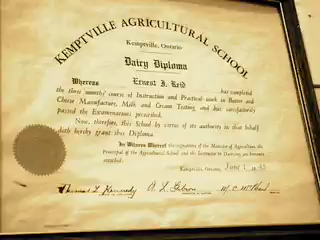 KEMPTVILLE AGRICULTURAL SCHOOL
Kemptville, Ontario
Dairy Diploma
Whereas Ernest J. Reid has completed
the three months' course of Instruction and Practical work in Butter and
Cheese Manufacture, Milk and Cream Testing and has satisfactorily
passed the Examinations prescribed.
Now, therefore, this School by virtue of its authority in that behalf
doth hereby grant this Diploma.
In Witness Whereof the signatures of the Minister of Agriculture, the
Principal of the Agricultural School and the Instructor in Dairying are hereunto
attached.
Kemptville, Ontario, June 1
Thomas L. Kennedy